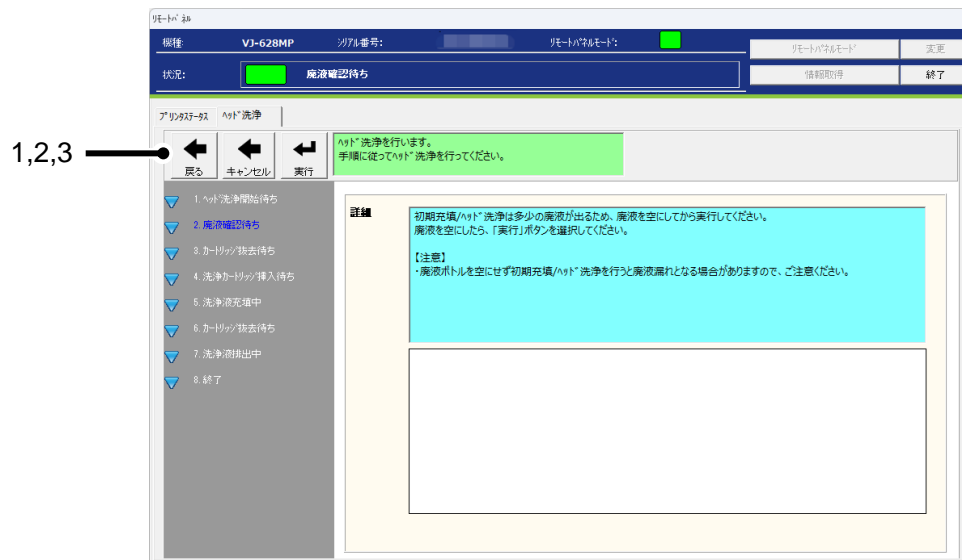 ﾘﾓｰﾄﾊﾟﾈﾙ
機種:
VJ-628MP
ｼﾘｱﾙ番号:
ﾘﾓｰﾄﾊﾟﾈﾙﾓｰﾄﾞ:
ﾘﾓｰﾄﾊﾟﾈﾙﾓｰﾄﾞ
変更
状況:
廃液確認待ち
情報取得
終了
ﾌﾟﾘﾝﾀｽﾃｰﾀｽ
ﾍｯﾄﾞ洗浄
1,2,3
戻る
キャンセル
実行
ﾍｯﾄﾞ洗浄を行います。
手順に従ってﾍｯﾄﾞ洗浄を行ってください。
1. ﾍｯﾄﾞ洗浄開始待ち
2. 廃液確認待ち
3. ｶｰﾄﾘｯｼﾞ抜去待ち
4. 洗浄ｶｰﾄﾘｯｼﾞ挿入待ち
5. 洗浄液充填中
6. ｶｰﾄﾘｯｼﾞ抜去待ち
7. 洗浄液排出中
8. 終了
詳細
初期充填/ﾍｯﾄﾞ洗浄は多少の廃液が出るため、廃液を空にしてから実行してください。
廃液を空にしたら、「実行」ボタンを選択してください。
【注意】
・廃液ボトルを空にせず初期充填/ﾍｯﾄﾞ洗浄を行うと廃液漏れとなる場合がありますので、ご注意ください。